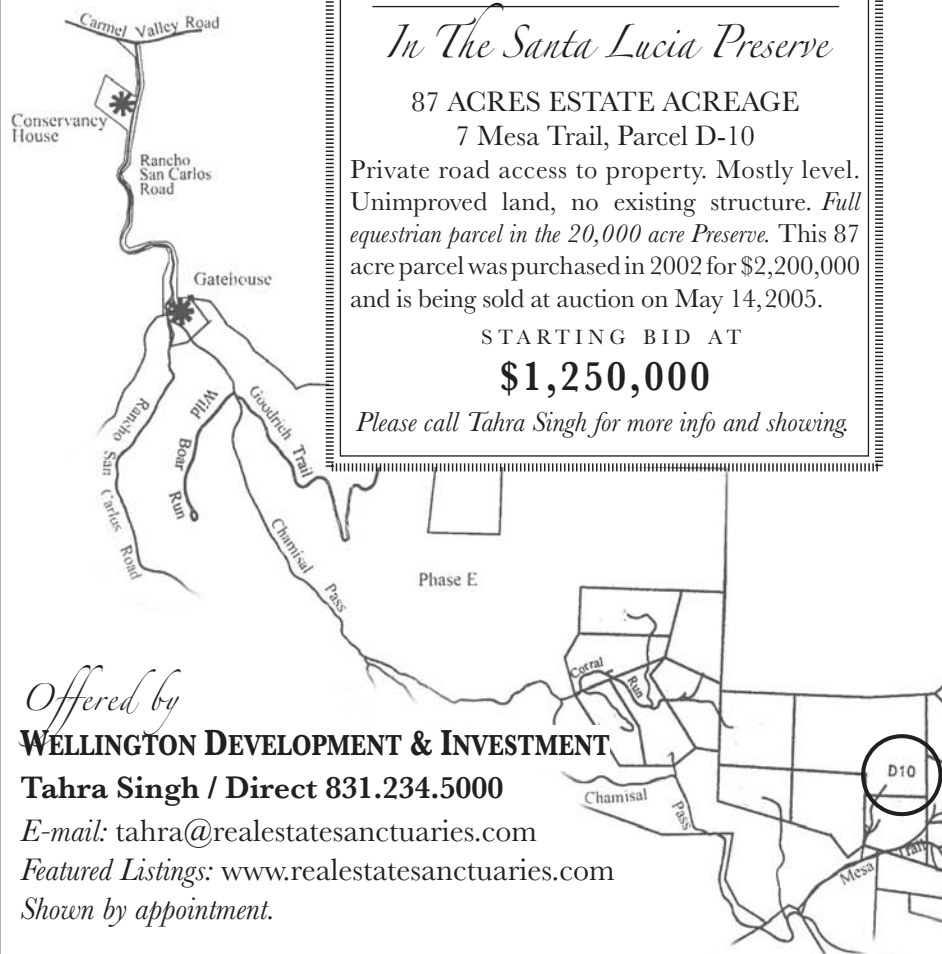 In The Santa Lucia Preserve
87 ACRES ESTATE ACREAGE
7 Mesa Trail, Parcel D-10
Private road access to property. Mostly level.
Unimproved land, no existing structure. Full
equestrian parcel in the 20,000 acre Preserve. This 87
acre parcel was purchased in 2002 for $2,200,000
and is being sold at auction on May 14, 2005.
STARTING BID AT
$1,250,000
Please call Tahra Singh for more info and showing.
Carmel Valley Road
Conservancy
House
Rancho
San Carlos
Road
Gatehouse
Rancho San Carlos Road
Wild Boar Run
Goodrich Trail
Chamisal Pass
Phase E
Corral Run
D10
Chamisal Pass
Mesa Trail
Offered by
WELLINGTON DEVELOPMENT & INVESTMENT
Tahra Singh / Direct 831.234.5000
E-mail: tahra@realestatesanctuaries.com
Featured Listings: www.realestatesanctuaries.com
Shown by appointment.